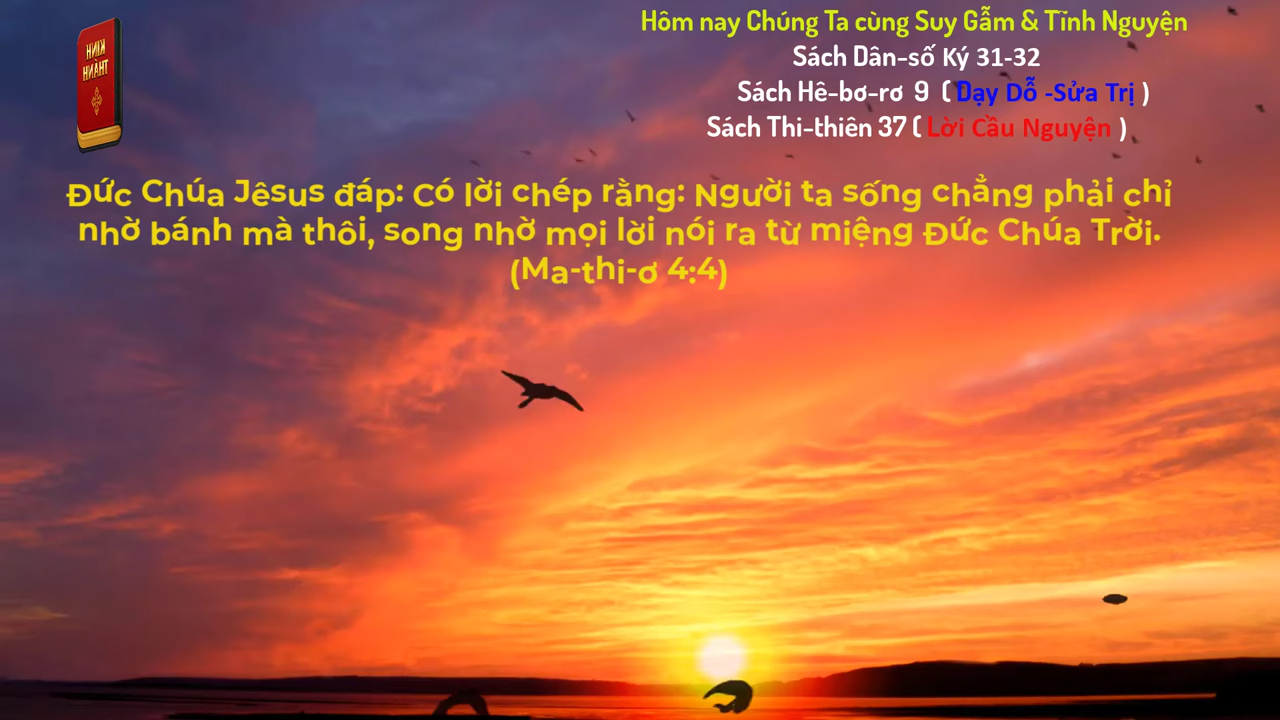 KINH
THÁNH
Hôm nay Chúng Ta cùng Suy Gẫm & Tĩnh Nguyện
Sách Dân-số Ký 31-32
Sách Hê-bơ-rơ 9 ( Dạy Dỗ -Sửa Trị )
Sách Thi-thiên 37 ( Lời Cầu Nguyện )
Đức Chúa Jêsus đáp: Có lời chép rằng: Người ta sống chẳng phải chỉ
nhờ bánh mà thôi, song nhờ mọi lời nói ra từ miệng Đức Chúa Trời.
(Ma-thi-ơ 4:4)